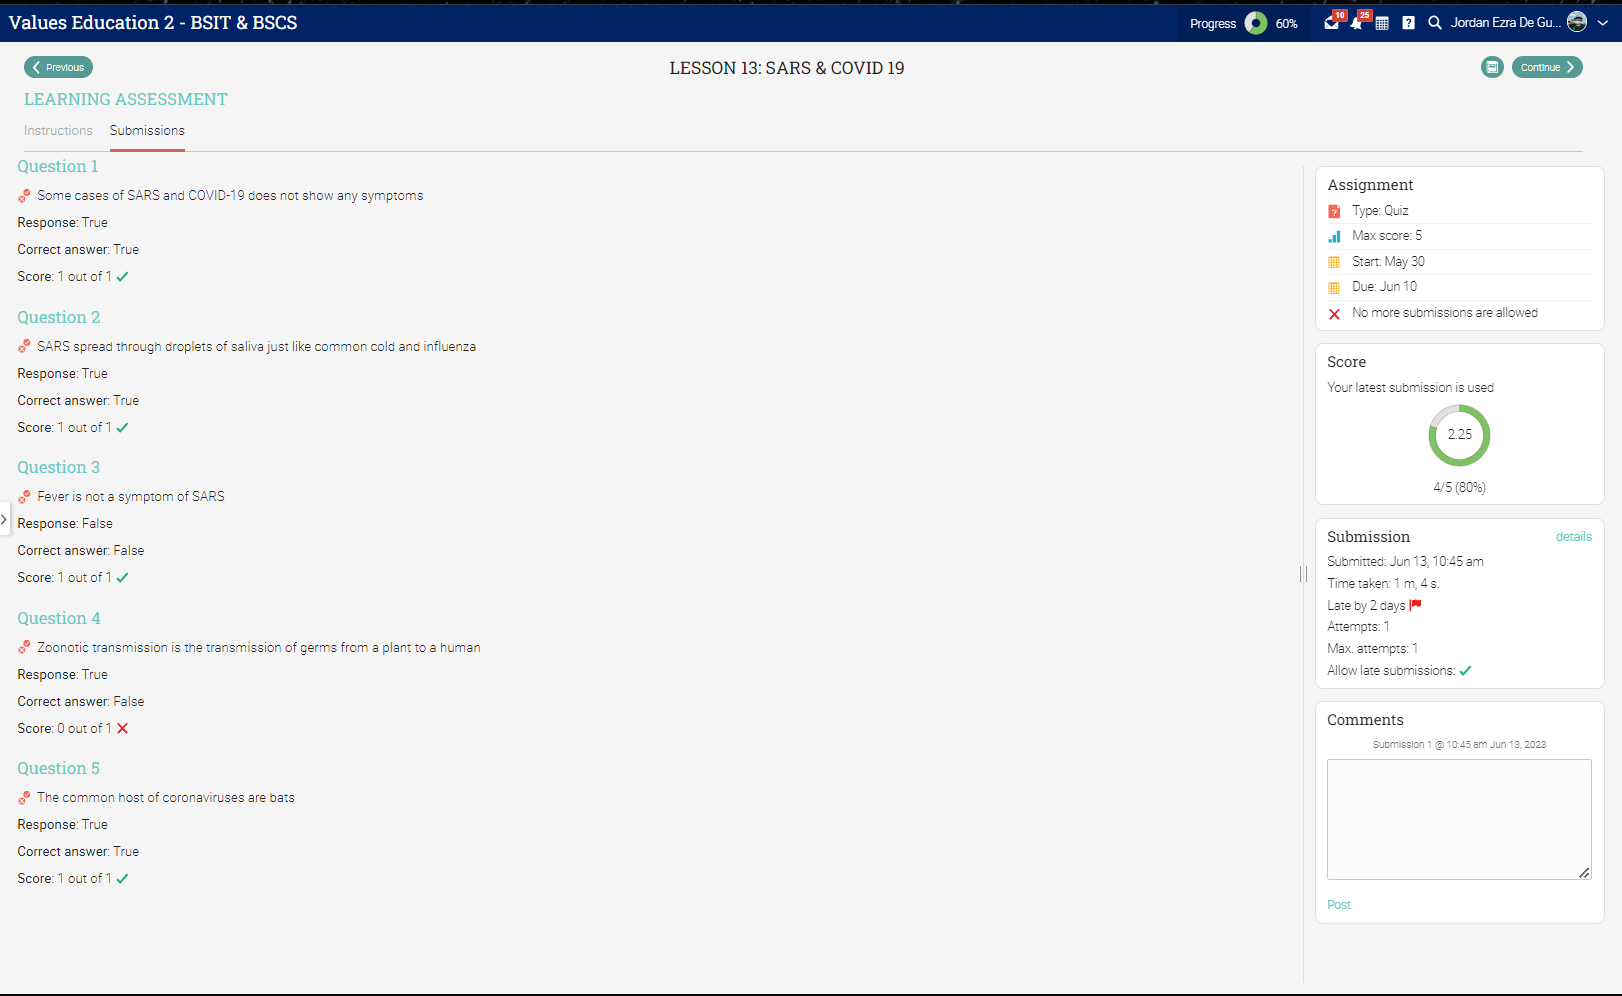 Values Education 2 - BSIT & BSCS
Progress 60% 10 25 ? Jordan Ezra De Gu...
Previous
LESSON 13: SARS & COVID 19
Continue
LEARNING ASSESSMENT
Instructions Submissions
Question 1
Some cases of SARS and COVID-19 does not show any symptoms
Response: True
Correct answer: True
Score: 1 out of 1
Question 2
SARS spread through droplets of saliva just like common cold and influenza
Response: True
Correct answer: True
Score: 1 out of 1
Question 3
Fever is not a symptom of SARS
Response: False
Correct answer: False
Score: 1 out of 1
Question 4
Zoonotic transmission is the transmission of germs from a plant to a human
Response: True
Correct answer: False
Score: 0 out of 1
Question 5
The common host of coronaviruses are bats
Response: True
Correct answer: True
Score: 1 out of 1
Assignment
Type: Quiz
Max score: 5
Start: May 30
Due: Jun 10
No more submissions are allowed
Score
Your latest submission is used
2.25
4/5 (80%)
Submission details
Submitted: Jun 13, 10:45 am
Time taken: 1 m, 4 s.
Late by 2 days
Attempts: 1
Max. attempts: 1
Allow late submissions:
Comments
Submission 1 @ 10:45 am Jun 13, 2023
Post